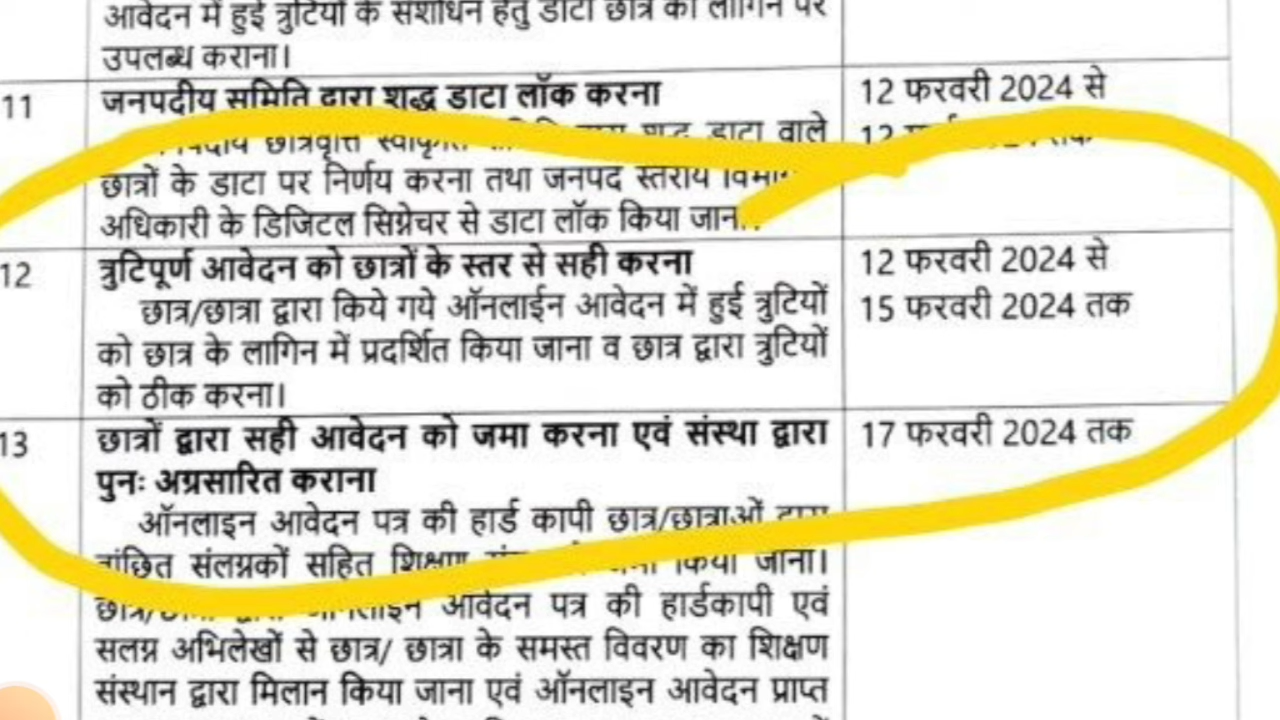 आवेदन में हुई त्रुटियों के संशोधन हेतु डाटा छात्र की लॉगिन पर
उपलब्ध कराना।
11 जनपदीय समिति द्वारा शुद्ध डाटा लॉक करना 12 फरवरी 2024 से
छात्रवृत्ति शुद्ध डाटा वाले 12 तक
छात्रों के डाटा पर निर्णय करना तथा जनपद स्तरीय
अधिकारी के डिजिटल सिग्नेचर से डाटा लॉक किया
12 त्रुटिपूर्ण आवेदन को छात्रों के स्तर से सही करना 12 फरवरी 2024 से
छात्र/छात्रा द्वारा किये गये ऑनलाईन आवेदन में हुई त्रुटियों 15 फरवरी 2024 तक
को छात्र के लागिन में प्रदर्शित किया जाना व छात्र द्वारा त्रुटियों
को ठीक करना।
13 छात्रों द्वारा सही आवेदन को जमा करना एवं संस्था द्वारा 17 फरवरी 2024 तक
पुनः अग्रसारित कराना
ऑनलाइन आवेदन पत्र की हार्ड कापी छात्र/छात्राओं
वांछित संलग्नकों सहित शिक्षण किया जाना।
आवेदन पत्र की हार्डकापी एवं
सलग्न अभिलेखों से छात्र/ छात्रा के समस्त विवरण का शिक्षण
संस्थान द्वारा मिलान किया जाना एवं ऑनलाइन आवेदन प्राप्त